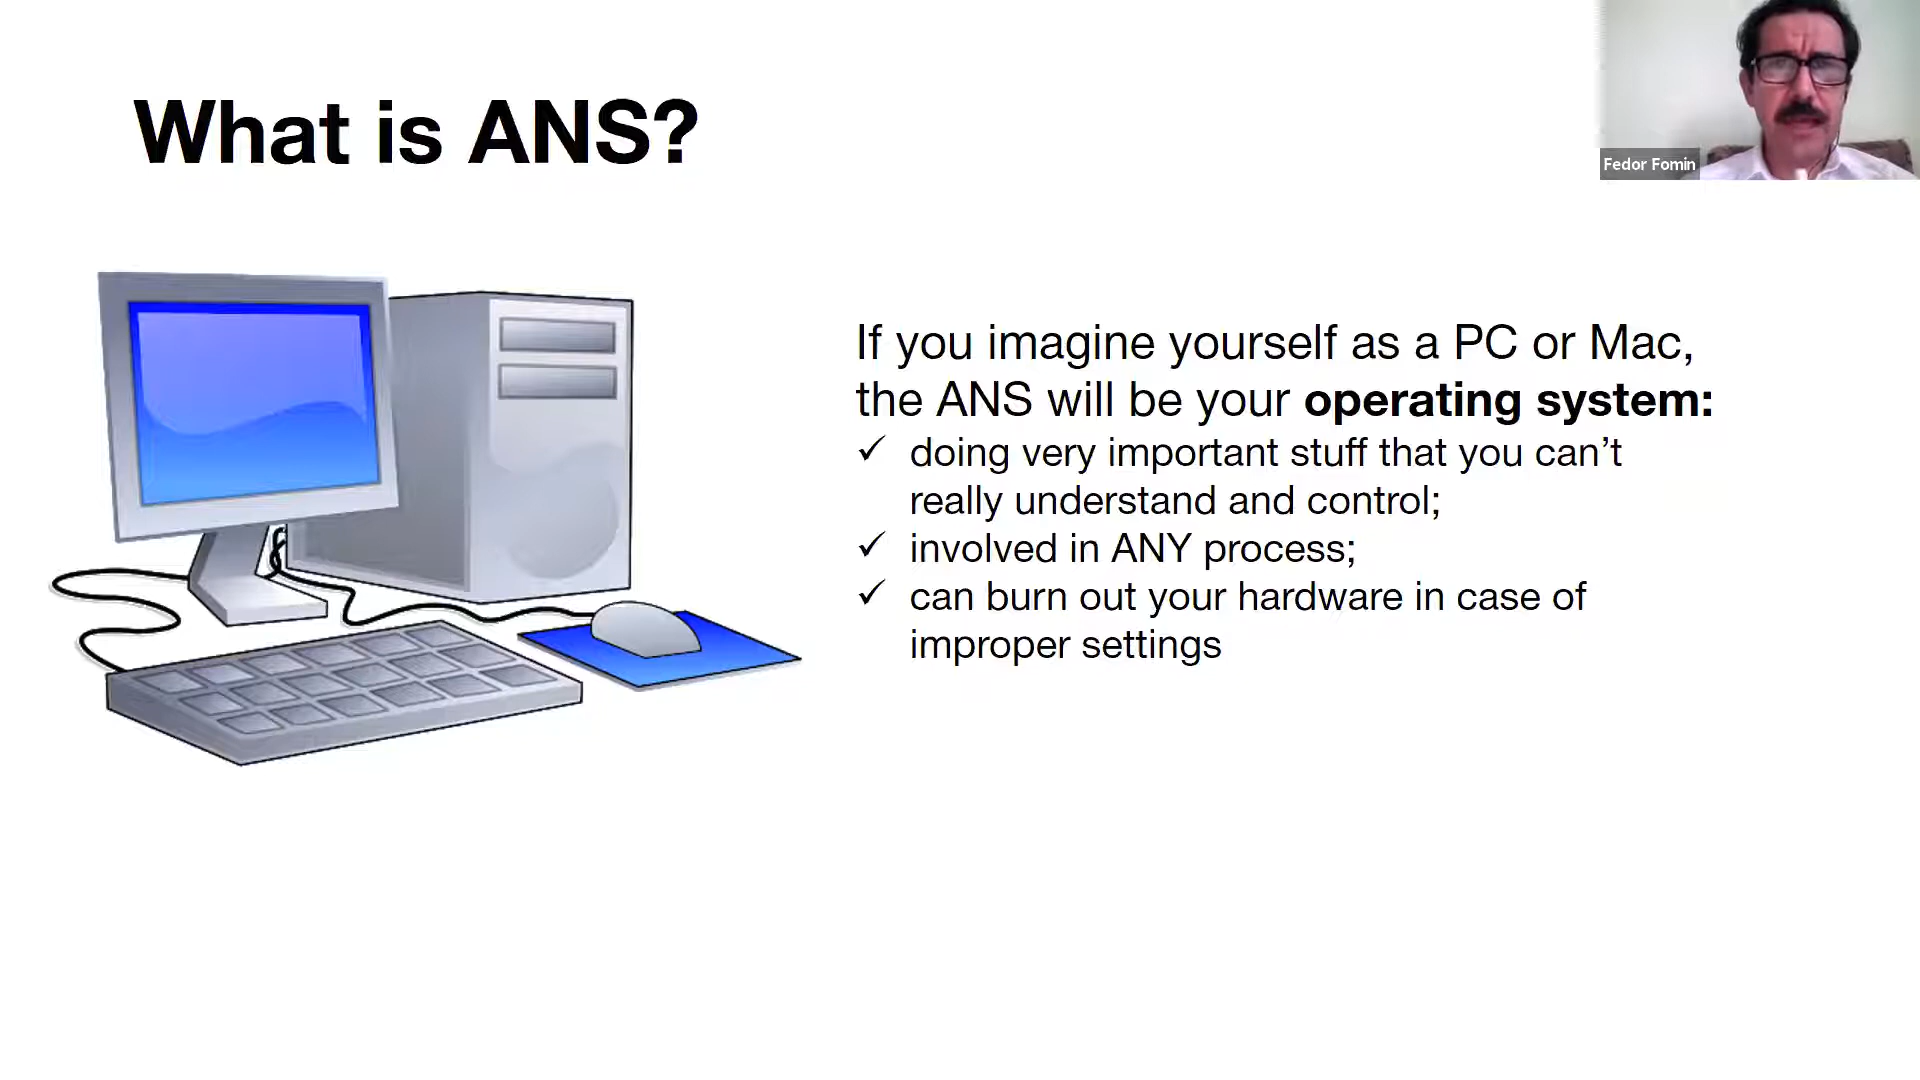 What is ANS?
Fedor Fomin
If you imagine yourself as a PC or Mac,
the ANS will be your operating system:
✓ doing very important stuff that you can’t
really understand and control;
✓ involved in ANY process;
✓ can burn out your hardware in case of
improper settings